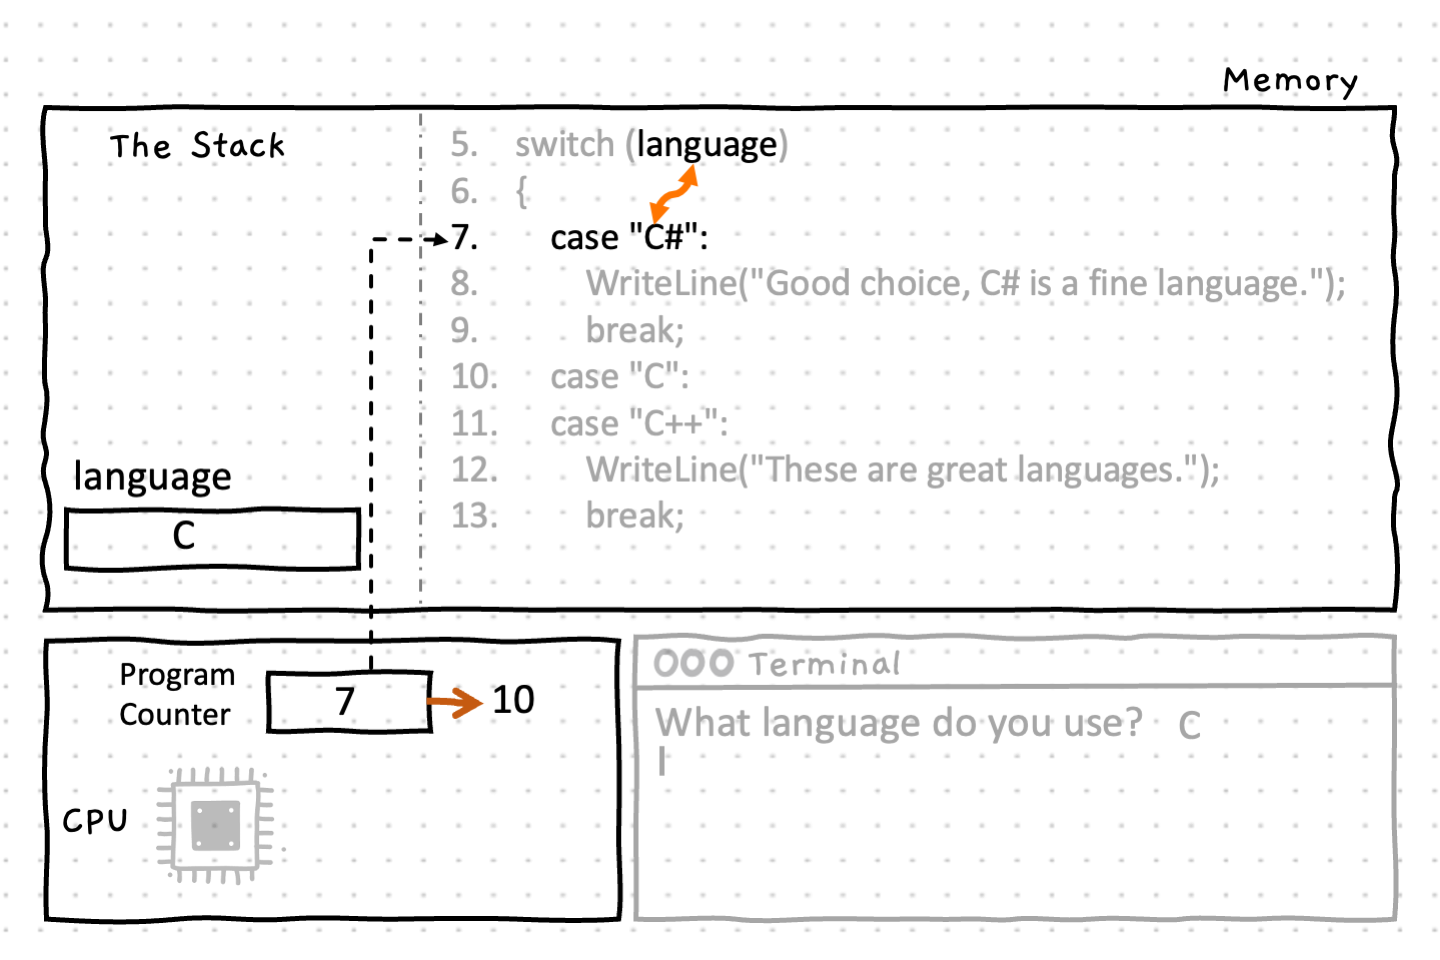 Memory
The Stack
5. switch (language)
6. {
7. case "C#":
8. WriteLine("Good choice, C# is a fine language.");
9. break;
10. case "C":
11. case "C++":
12. WriteLine("These are great languages.");
13. break;
language
C
Program
Counter
7
10
CPU
Terminal
What language do you use? C